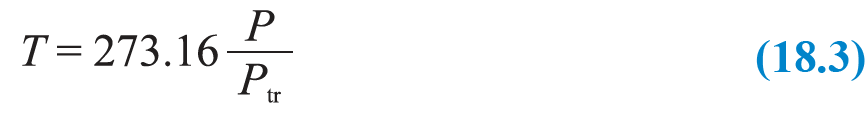 T = 273.16 P/P_tr (18.3)